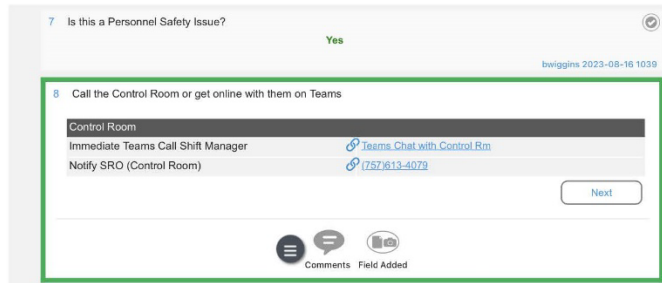 7 Is this a Personnel Safety Issue?
Yes
bwiggins 2023-08-16 1039
8 Call the Control Room or get online with them on Teams
Control Room
Immediate Teams Call Shift Manager Teams Chat with Control Rm
Notify SRO (Control Room) (757)613-4079
Next
Comments Field Added